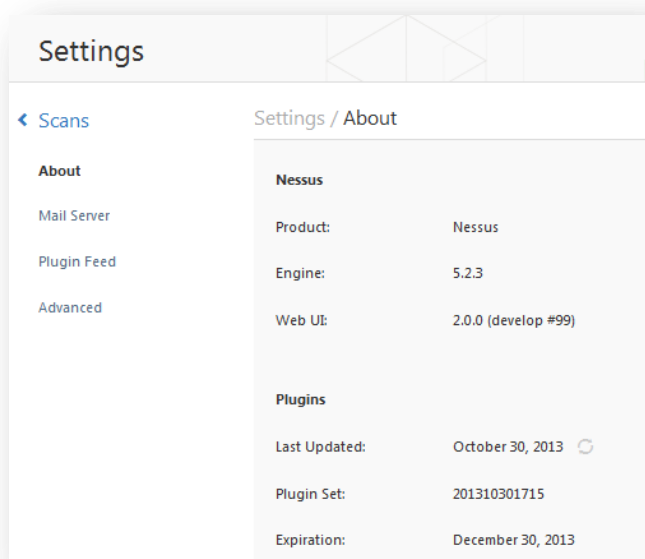 Settings
Scans
About
Mail Server
Plugin Feed
Advanced
Settings / About
Nessus
Product: Nessus
Engine: 5.2.3
Web UI: 2.0.0 (develop #99)
Plugins
Last Updated: October 30, 2013
Plugin Set: 201310301715
Expiration: December 30, 2013